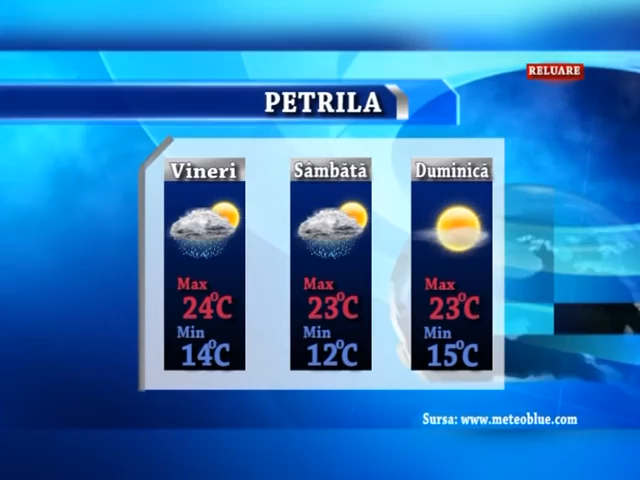 RELUARE
PETRILA
Vineri
Max
24°C
Min
14°C
Sâmbătă
Max
23°C
Min
12°C
Duminică
Max
23°C
Min
15°C
Sursa: www.meteoblue.com